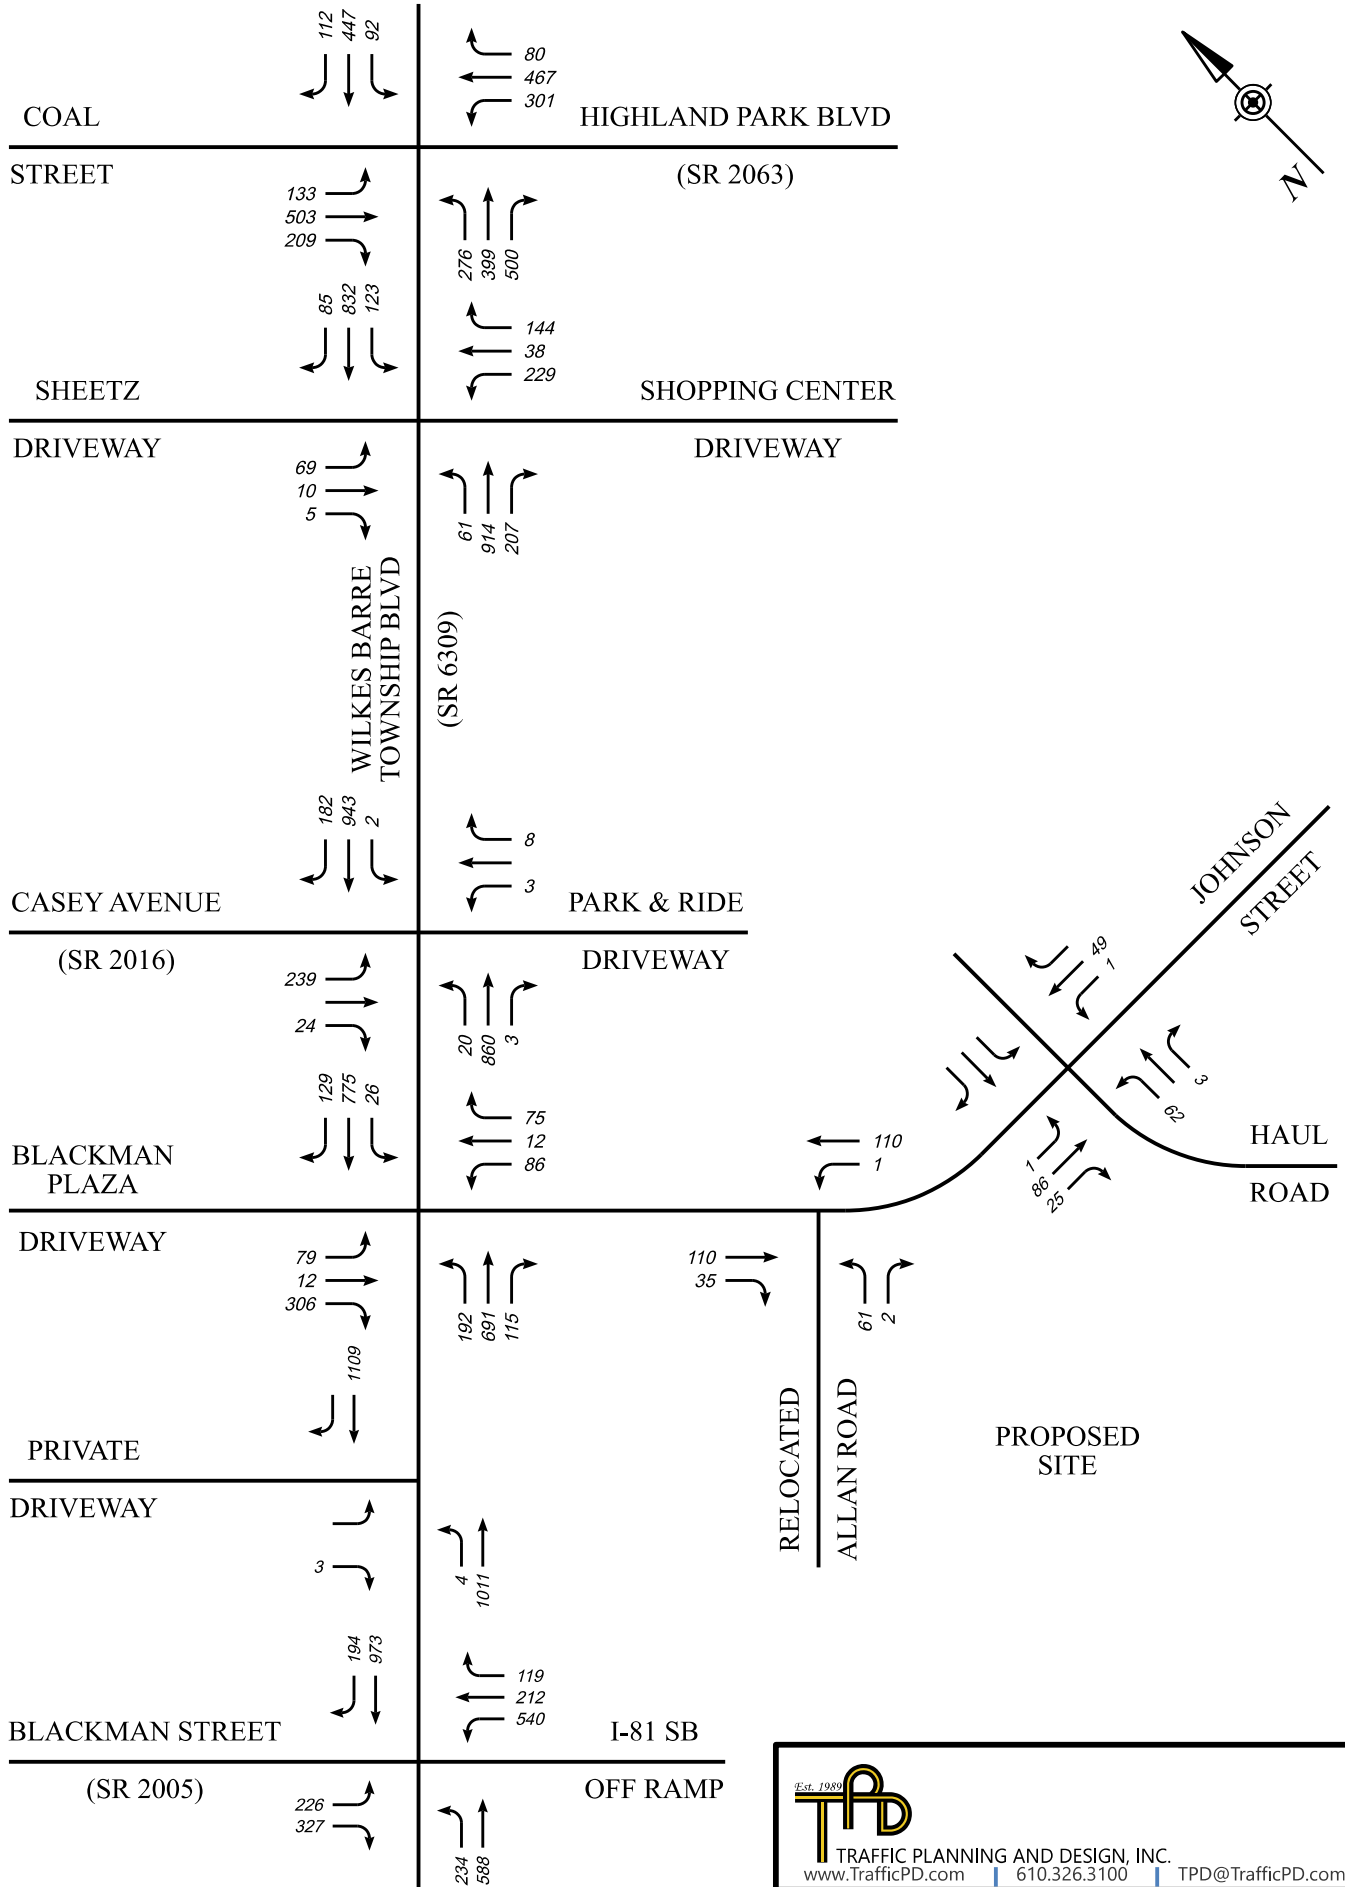 112
447
92
80
467
301
COAL
HIGHLAND PARK BLVD
STREET
(SR 2063)
133
503
209
276
399
500
N
85
832
123
144
38
229
SHEETZ
SHOPPING CENTER
DRIVEWAY
DRIVEWAY
69
10
5
61
914
207
WILKES BARRE
TOWNSHIP BLVD
(SR 6309)
182
943
2
8
3
CASEY AVENUE
PARK & RIDE
(SR 2016)
DRIVEWAY
239
24
20
860
3
JOHNSON
STREET
49
1
3
62
1
86
25
HAUL
ROAD
129
775
26
75
12
86
110
1
BLACKMAN
PLAZA
DRIVEWAY
79
12
306
192
691
115
110
35
61
2
RELOCATED
ALLAN ROAD
PROPOSED
SITE
1109
PRIVATE
DRIVEWAY
3
4
1011
194
973
119
212
540
BLACKMAN STREET
I-81 SB
(SR 2005)
OFF RAMP
226
327
234
588
Est. 1989
TPD
TRAFFIC PLANNING AND DESIGN, INC.
www.TrafficPD.com | 610.326.3100 | TPD@TrafficPD.com